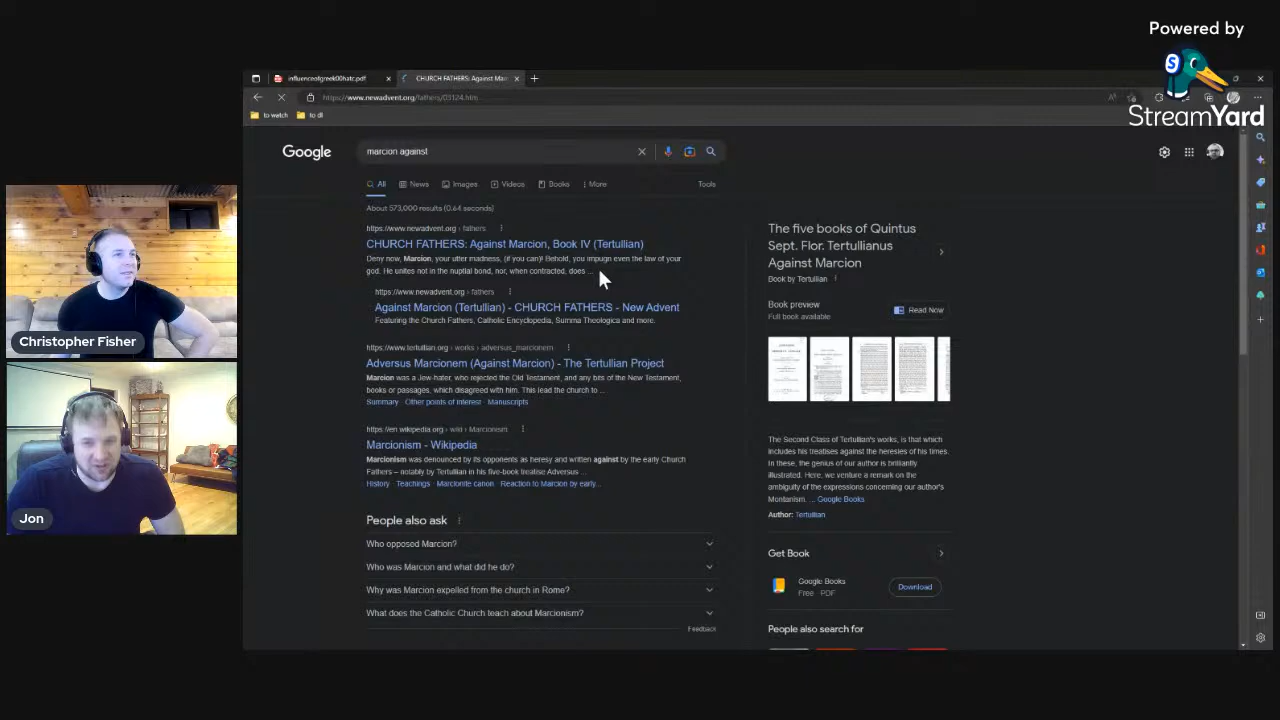 Powered by
StreamYard
influenceofgreek00hatc.pdf
CHURCH FATHERS: Against Marc
https://www.newadvent.org/fathers/03124.htm
to watch
to dl
Google
marcion against
All
News
Images
Videos
Books
More
Tools
About 573,000 results (0.64 seconds)
https://www.newadvent.org › fathers
CHURCH FATHERS: Against Marcion, Book IV (Tertullian)
Deny now, Marcion, your utter madness, (if you can)! Behold, you impugn even the law of your
god. He unites not in the nuptial bond, nor, when contracted, does ...
https://www.newadvent.org › fathers
Against Marcion (Tertullian) - CHURCH FATHERS - New Advent
Featuring the Church Fathers, Catholic Encyclopedia, Summa Theologica and more.
https://www.tertullian.org › works › adversus_marcionem
Adversus Marcionem (Against Marcion) - The Tertullian Project
Marcion was a Jew-hater, who rejected the Old Testament, and any bits of the New Testament,
books or passages, which disagreed with him. This lead the church to ...
Summary · Other points of interest · Manuscripts
https://en.wikipedia.org › wiki › Marcionism
Marcionism - Wikipedia
Marcionism was denounced by its opponents as heresy and written against by the early Church
Fathers – notably by Tertullian in his five-book treatise Adversus ...
History · Teachings · Marcionite canon · Reaction to Marcion by early...
People also ask
Who opposed Marcion?
Who was Marcion and what did he do?
Why was Marcion expelled from the church in Rome?
What does the Catholic Church teach about Marcionism?
Feedback
The five books of Quintus
Sept. Flor. Tertullianus
Against Marcion
Book by Tertullian
Book preview
Full book available
Read Now
The Second Class of Tertullian's works, is that which
includes his treatises against the heresies of his times.
In these, the genius of our author is brilliantly
illustrated. Here, we venture a remark on the
ambiguity of the expressions concerning our author's
Montanism. ... Google Books
Author: Tertullian
Get Book
Google Books
Free · PDF
Download
People also search for
Christopher Fisher
Jon